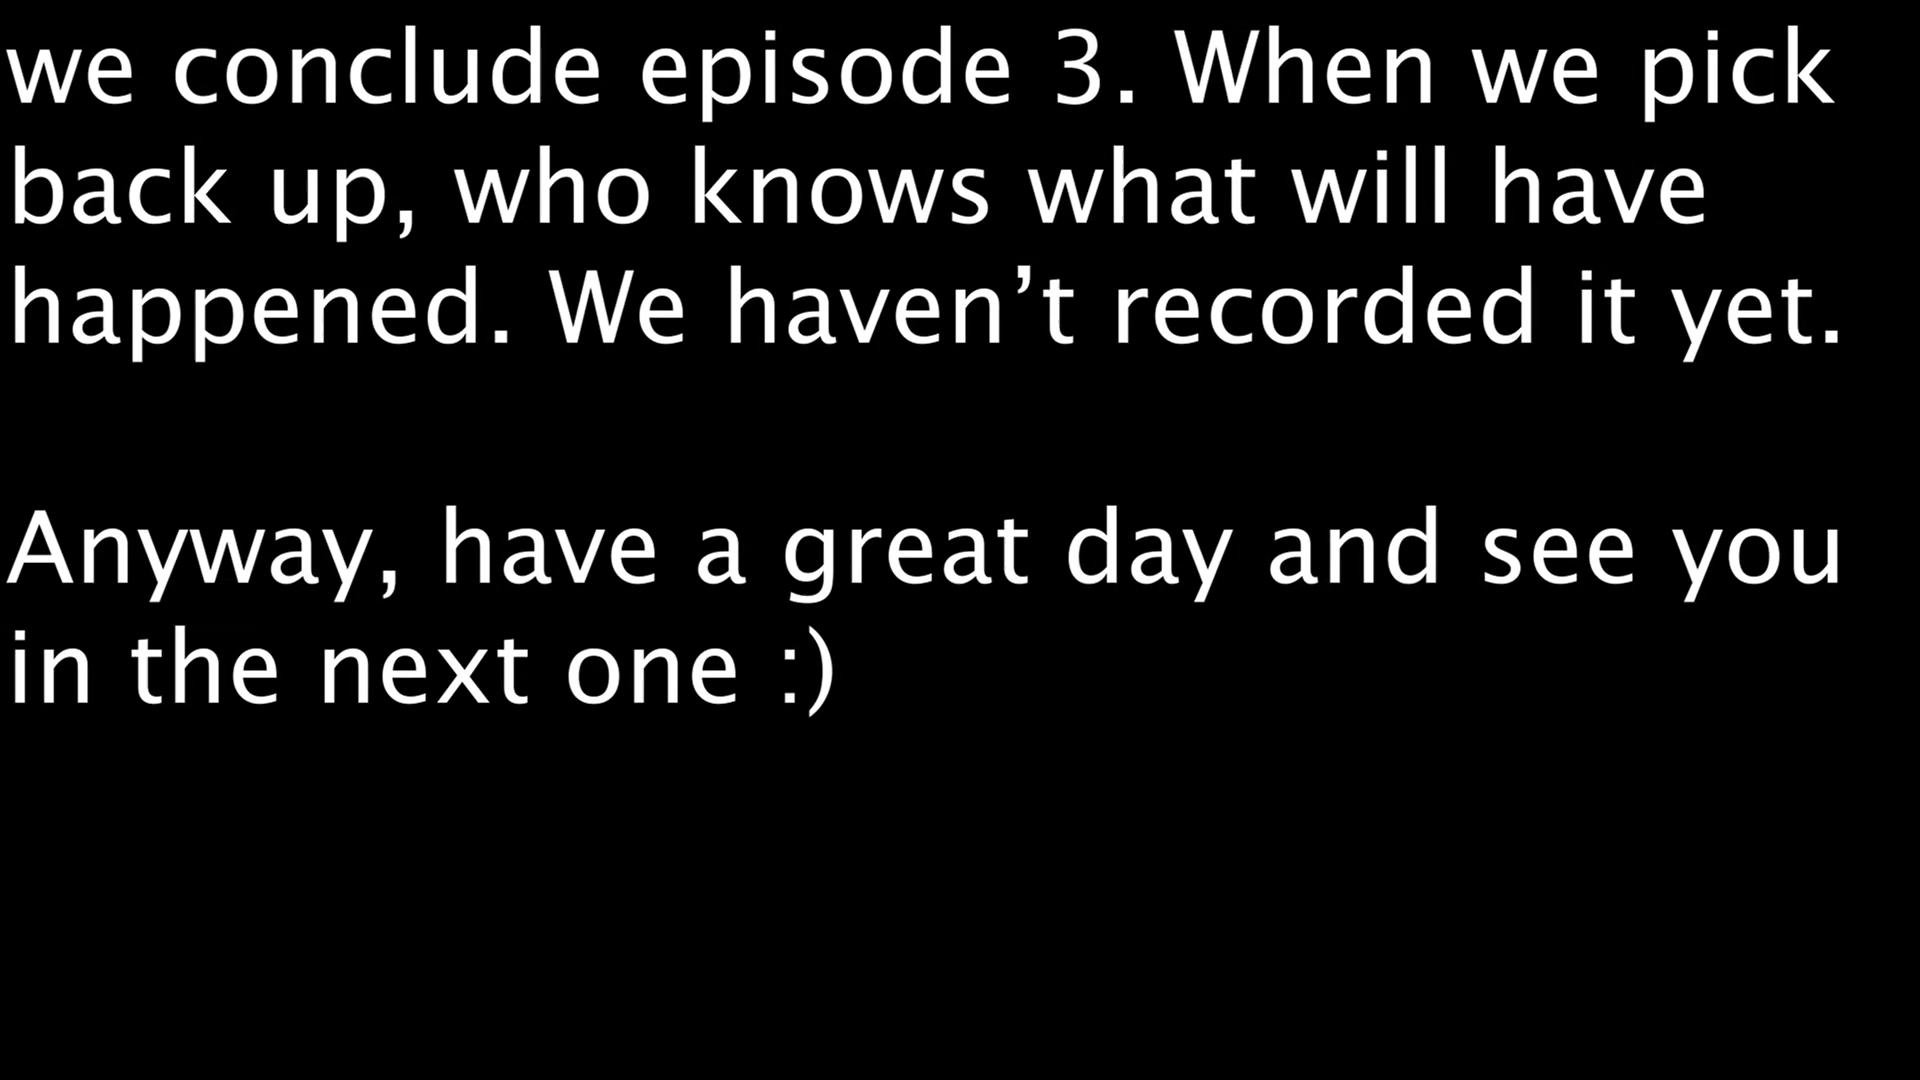 we conclude episode 3. When we pick
back up, who knows what will have
happened. We haven’t recorded it yet.
Anyway, have a great day and see you
in the next one :)